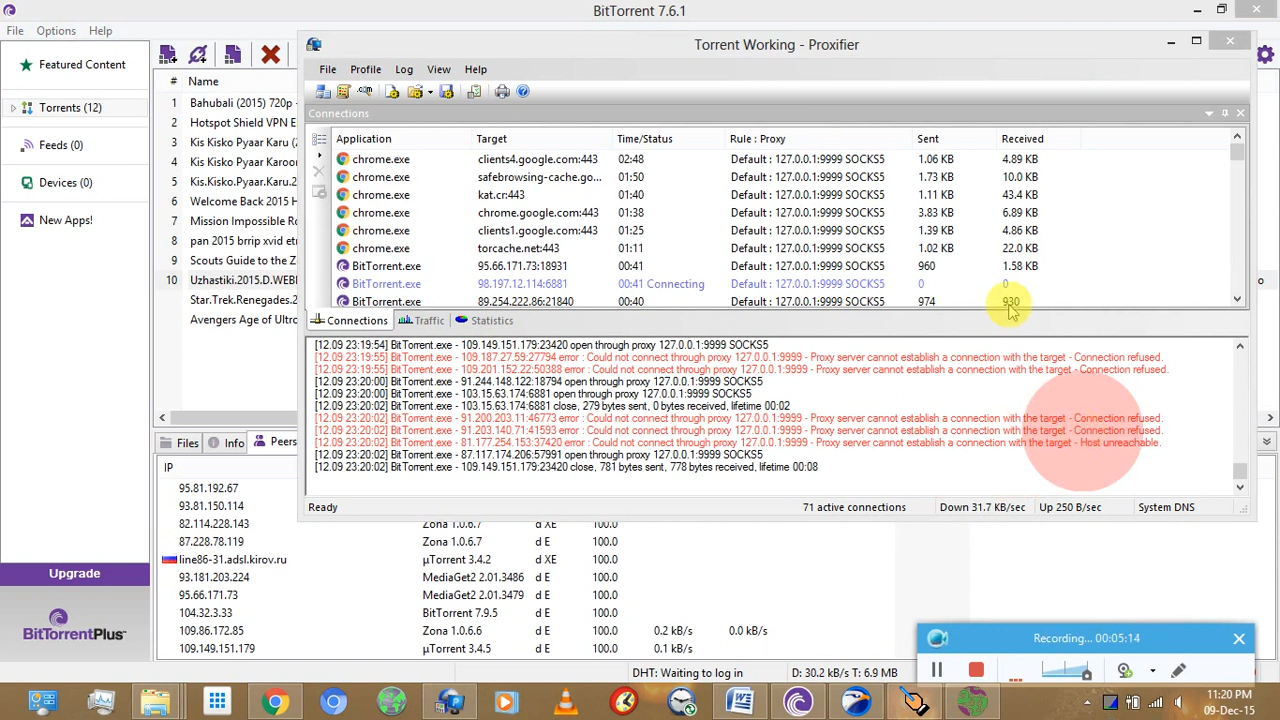 BitTorrent 7.6.1
File Options Help
Featured Content
Torrents (12)
Feeds (0)
Devices (0)
New Apps!
# Name
1 Bahubali (2015) 720p -
2 Hotspot Shield VPN E
3 Kis Kisko Pyaar Karu (
4 Kis Kisko Pyaar Karoo
5 Kis.Kisko.Pyaar.Karu.2
6 Welcome Back 2015 H
7 Mission Impossible Ro
8 pan 2015 brrip xvid etr
9 Scouts Guide to the Zo
10 Uzhastiki.2015.D.WEBD
Star.Trek.Renegades.2
Avengers Age of Ultro
Torrent Working - Proxifier
File Profile Log View Help
Connections
Application Target Time/Status Rule : Proxy Sent Received
chrome.exe clients4.google.com:443 02:48 Default : 127.0.0.1:9999 SOCKS5 1.06 KB 4.89 KB
chrome.exe safebrowsing-cache.go... 01:50 Default : 127.0.0.1:9999 SOCKS5 1.73 KB 10.0 KB
chrome.exe kat.cr:443 01:40 Default : 127.0.0.1:9999 SOCKS5 1.11 KB 43.4 KB
chrome.exe chrome.google.com:443 01:38 Default : 127.0.0.1:9999 SOCKS5 3.83 KB 6.89 KB
chrome.exe clients1.google.com:443 01:25 Default : 127.0.0.1:9999 SOCKS5 1.39 KB 4.86 KB
chrome.exe torcache.net:443 01:11 Default : 127.0.0.1:9999 SOCKS5 1.02 KB 22.0 KB
BitTorrent.exe 95.66.171.73:18931 00:41 Default : 127.0.0.1:9999 SOCKS5 960 1.58 KB
BitTorrent.exe 98.197.12.114:6881 00:41 Connecting Default : 127.0.0.1:9999 SOCKS5 0 0
BitTorrent.exe 89.254.222.86:21840 00:40 Default : 127.0.0.1:9999 SOCKS5 974 930
Connections Traffic Statistics
[12.09 23:19:54] BitTorrent.exe - 109.149.151.179:23420 open through proxy 127.0.0.1:9999 SOCKS5
[12.09 23:19:55] BitTorrent.exe - 109.187.27.59:27794 error : Could not connect through proxy 127.0.0.1:9999 - Proxy server cannot establish a connection with the target - Connection refused.
[12.09 23:19:55] BitTorrent.exe - 109.201.152.22:50388 error : Could not connect through proxy 127.0.0.1:9999 - Proxy server cannot establish a connection with the target - Connection refused.
[12.09 23:20:00] BitTorrent.exe - 91.244.148.122:18794 open through proxy 127.0.0.1:9999 SOCKS5
[12.09 23:20:00] BitTorrent.exe - 103.15.63.174:6881 open through proxy 127.0.0.1:9999 SOCKS5
[12.09 23:20:02] BitTorrent.exe - 103.15.63.174:6881 close, 279 bytes sent, 0 bytes received, lifetime 00:02
[12.09 23:20:02] BitTorrent.exe - 91.200.203.11:46773 error : Could not connect through proxy 127.0.0.1:9999 - Proxy server cannot establish a connection with the target - Connection refused.
[12.09 23:20:02] BitTorrent.exe - 91.203.140.71:41593 error : Could not connect through proxy 127.0.0.1:9999 - Proxy server cannot establish a connection with the target - Connection refused.
[12.09 23:20:02] BitTorrent.exe - 81.177.254.153:37420 error : Could not connect through proxy 127.0.0.1:9999 - Proxy server cannot establish a connection with the target - Host unreachable.
[12.09 23:20:02] BitTorrent.exe - 87.117.174.206:57991 open through proxy 127.0.0.1:9999 SOCKS5
[12.09 23:20:02] BitTorrent.exe - 109.149.151.179:23420 close, 781 bytes sent, 778 bytes received, lifetime 00:08
Ready 71 active connections Down 31.7 KB/sec Up 250 B/sec System DNS
Files Info Peers
IP
95.81.192.67
93.81.150.114
82.114.228.143 Zona 1.0.6.7 d XE 100.0
87.228.78.119 Zona 1.0.6.7 d E 100.0
line86-31.adsl.kirov.ru µTorrent 3.4.2 d XE 100.0
93.181.203.224 MediaGet2 2.01.3486 d E 100.0
95.66.171.73 MediaGet2 2.01.3479 d E 100.0
104.32.3.33 BitTorrent 7.9.5 d E 100.0
109.86.172.85 Zona 1.0.6.6 d E 100.0 0.2 kB/s 0.0 kB/s
109.149.151.179 µTorrent 3.4.5 d E 100.0 0.1 kB/s
Upgrade
BitTorrentPlus
DHT: Waiting to log in D: 30.2 kB/s T: 6.9 MB
Recording... 00:05:14
11:20 PM
09-Dec-15